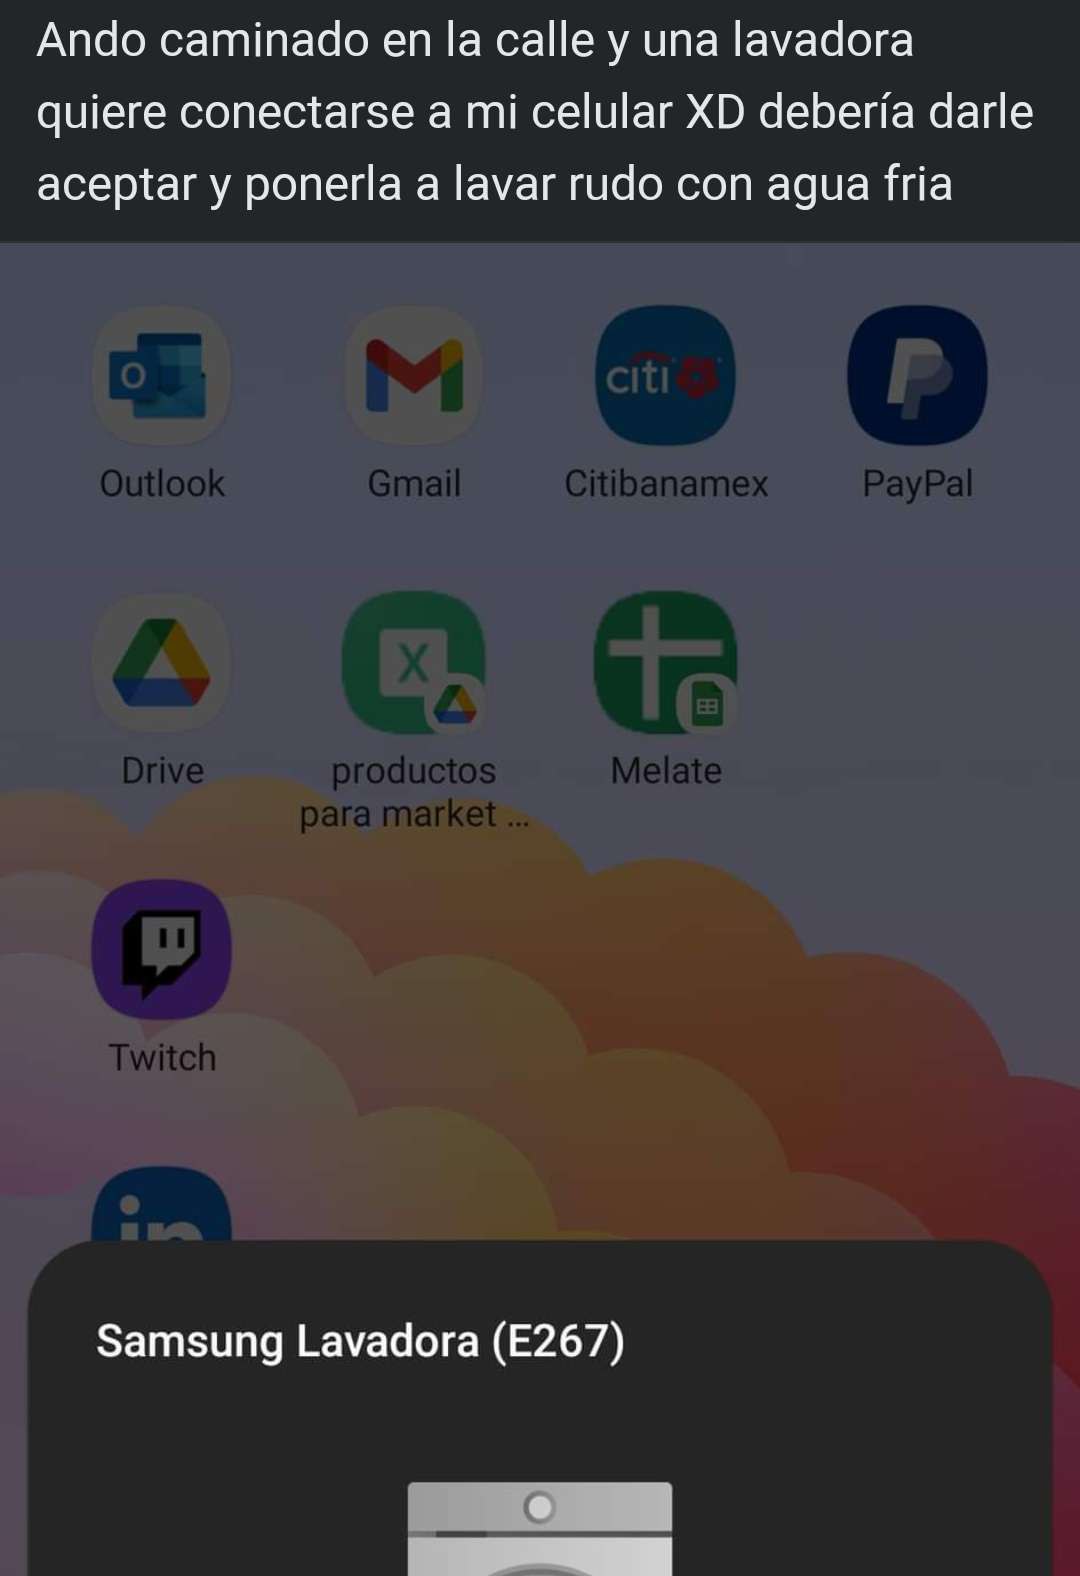 Ando caminado en la calle y una lavadora
quiere conectarse a mi celular XD debería darle
aceptar y ponerla a lavar rudo con agua fria
O
citi
Outlook
Gmail
Citibanamex
PayPal
X
Drive
productos
para market ...
Melate
Twitch
in
Samsung Lavadora (E267)